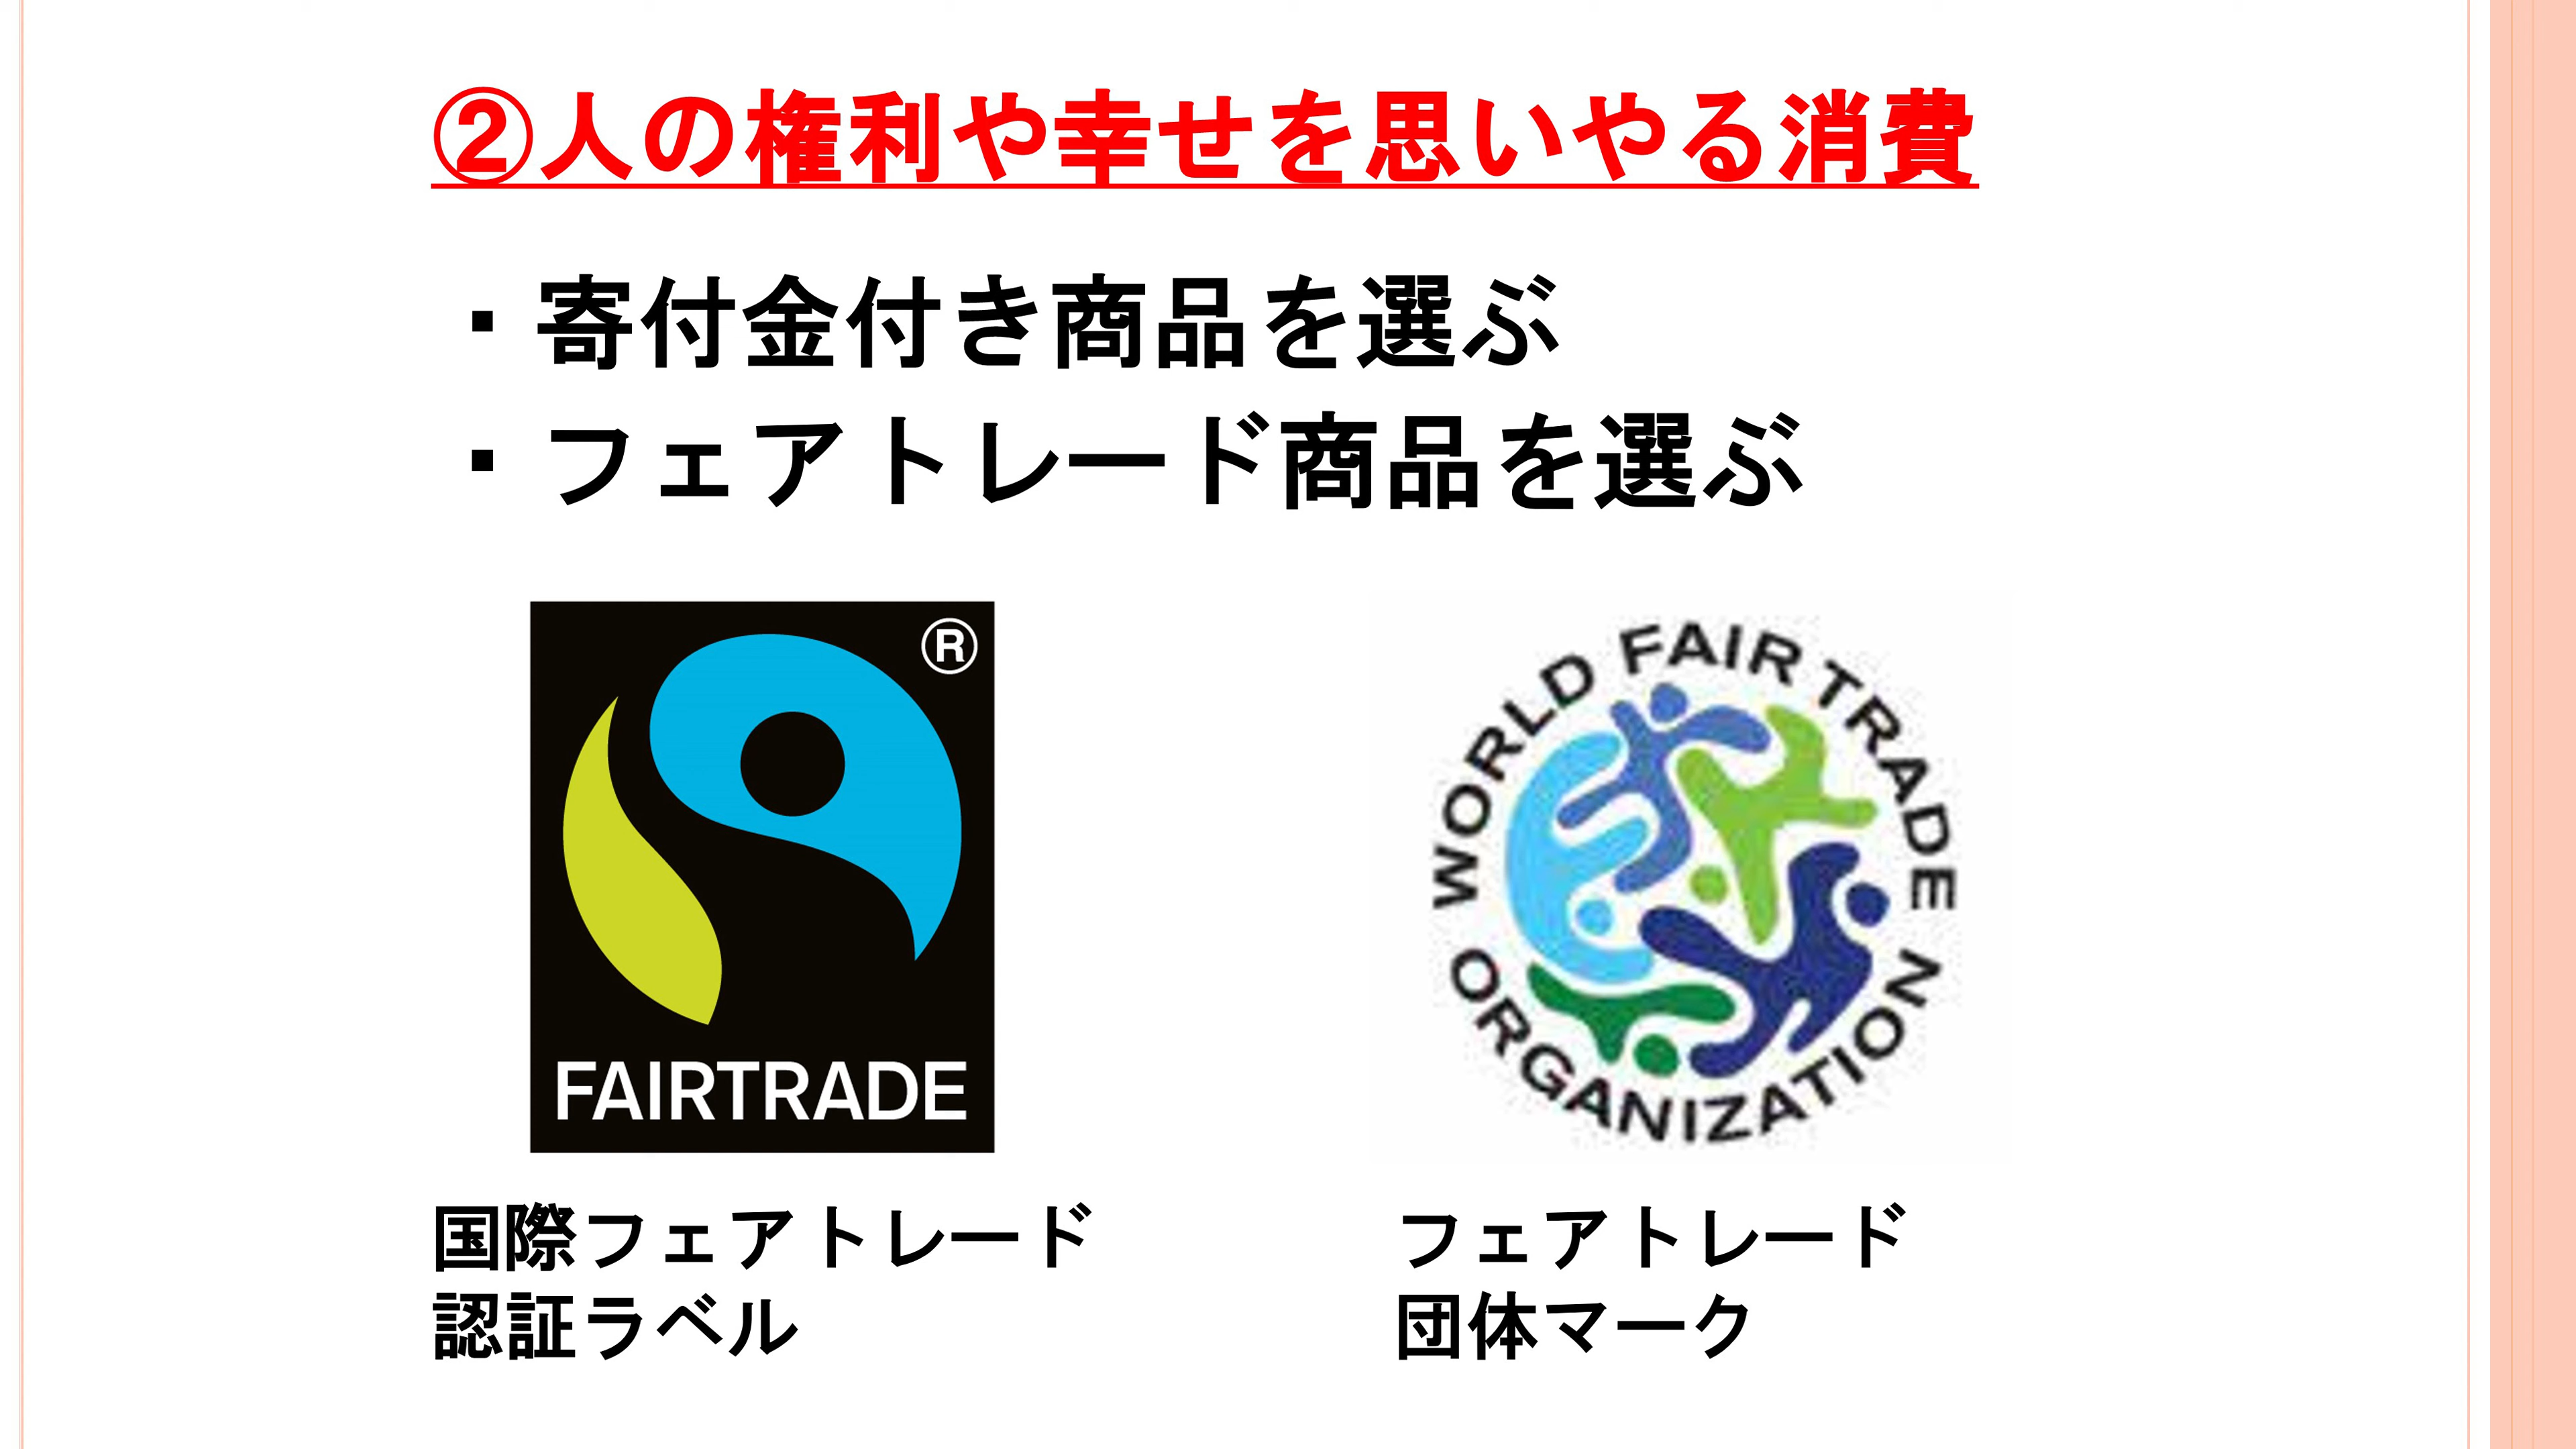 ②人の権利や幸せを思いやる消費
・寄付金付き商品を選ぶ
・フェアトレード商品を選ぶ
®
FAIRTRADE
WORLD FAIR TRADE
ORGANIZATION
国際フェアトレード
認証ラベル
フェアトレード
団体マーク